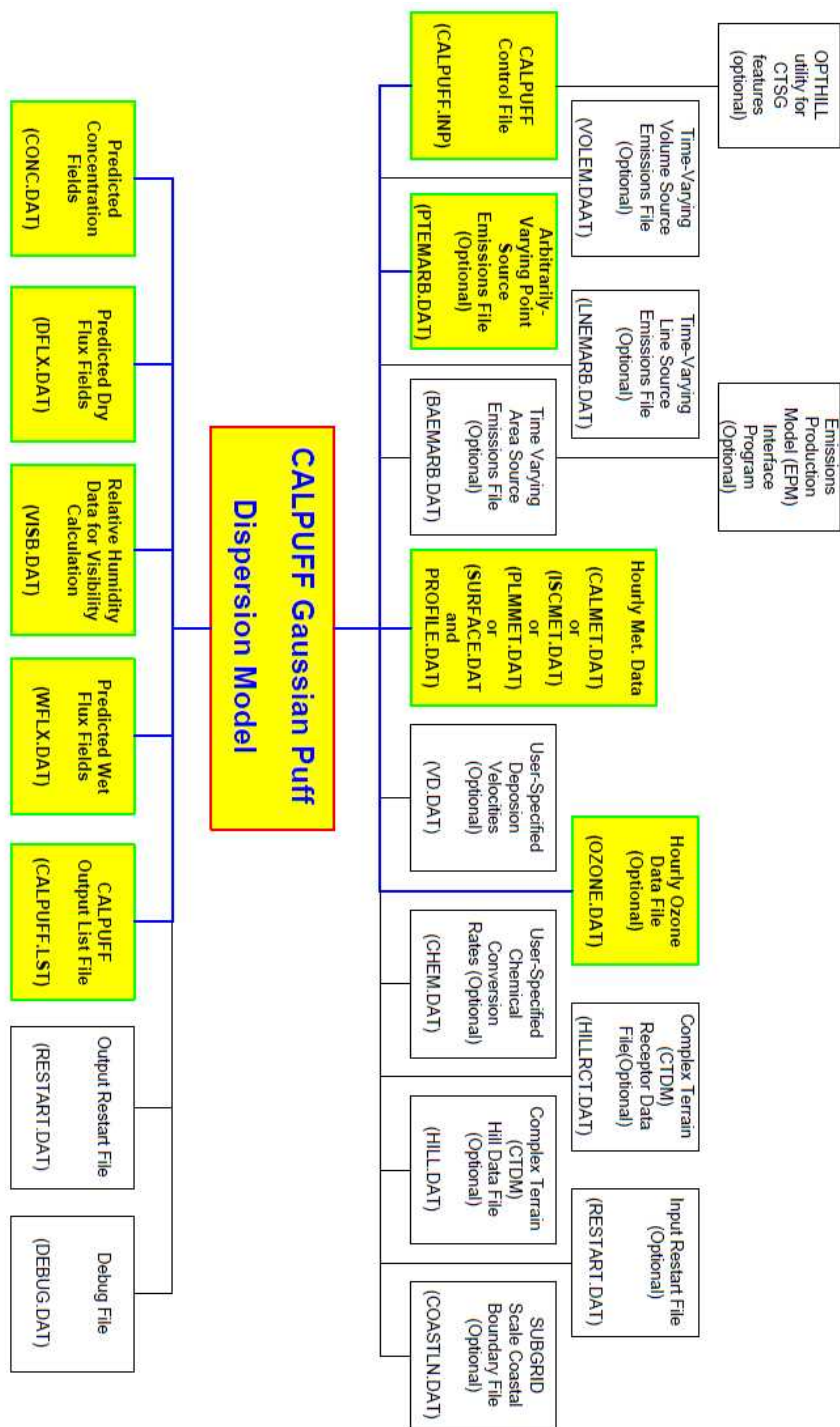 OPTHILL
utility for
CTSG
features
(optional)
Emissions
Production
Model (EPM)
Interface
Program
(Optional)
Time-Varying
Volume Source
Emissions File
(Optional)
(VOLEM.DAAT)
Time-Varying
Line Source
Emissions File
(Optional)
(LNEMARB.DAT)
Hourly Ozone
Data File
(Optional)
(OZONE.DAT)
Complex Terrain
(CTDM)
Receptor Data
File(Optional)
(HILLRCT.DAT)
Input Restart File
(Optional)
(RESTART.DAT)
CALPUFF
Control File
(CALPUFF.INP)
Arbitrarily-
Varying Point
Source
Emissions File
(Optional)
(PTEMARB.DAT)
Time Varying
Area Source
Emissions File
(Optional)
(BAEMARB.DAT)
Hourly Met. Data
(CALMET.DAT)
or
(ISCMET.DAT)
or
(PLMMET.DAT)
or
(SURFACE.DAT
and
PROFILE.DAT)
User-Specified
Deposion
Velocities
(Optional)
(VD.DAT)
User-Specified
Chemical
Conversion
Rates (Optional)
(CHEM.DAT)
Complex Terrain
(CTDM)
Hill Data File
(Optional)
(HILL.DAT)
SUBGRID
Scale Coastal
Boundary File
(Optional)
(COASTLN.DAT)
CALPUFF Gaussian Puff
Dispersion Model
Predicted
Concentration
Fields
(CONC.DAT)
Predicted Dry
Flux Fields
(DFLX.DAT)
Relative Humidity
Data for Visibility
Calculation
(VISB.DAT)
Predicted Wet
Flux Fields
(WFLX.DAT)
CALPUFF
Output List File
(CALPUFF.LST)
Output Restart File
(RESTART.DAT)
Debug File
(DEBUG.DAT)